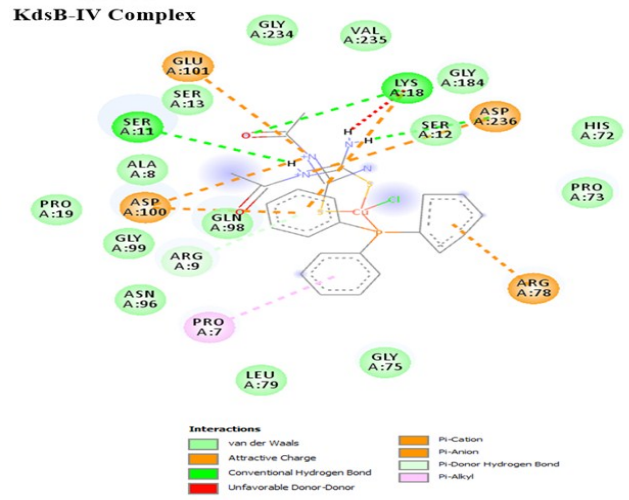 KdsB-IV Complex
GLY
A:234
VAL
A:235
GLU
A:101
LYS
A:18
GLY
A:184
SER
A:13
ASP
A:236
SER
A:11
SER
A:12
HIS
A:72
ALA
A:8
PRO
A:73
PRO
A:19
ASP
A:100
GLN
A:98
GLY
A:99
ARG
A:9
ARG
A:78
ASN
A:96
PRO
A:7
GLY
A:75
LEU
A:79
O
H
N
H
H
N
N
N
O
S
S
Cl
Cu
P
Interactions
van der Waals
Attractive Charge
Conventional Hydrogen Bond
Unfavorable Donor-Donor
Pi-Cation
Pi-Anion
Pi-Donor Hydrogen Bond
Pi-Alkyl